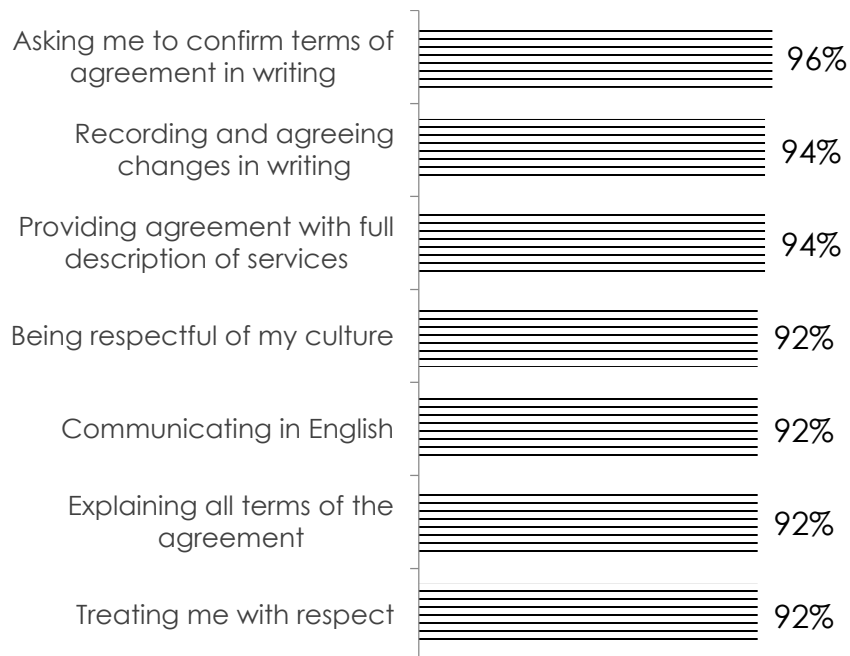 Asking me to confirm terms of
agreement in writing
96%
Recording and agreeing
changes in writing
94%
Providing agreement with full
description of services
94%
Being respectful of my culture
92%
Communicating in English
92%
Explaining all terms of the
agreement
92%
Treating me with respect
92%